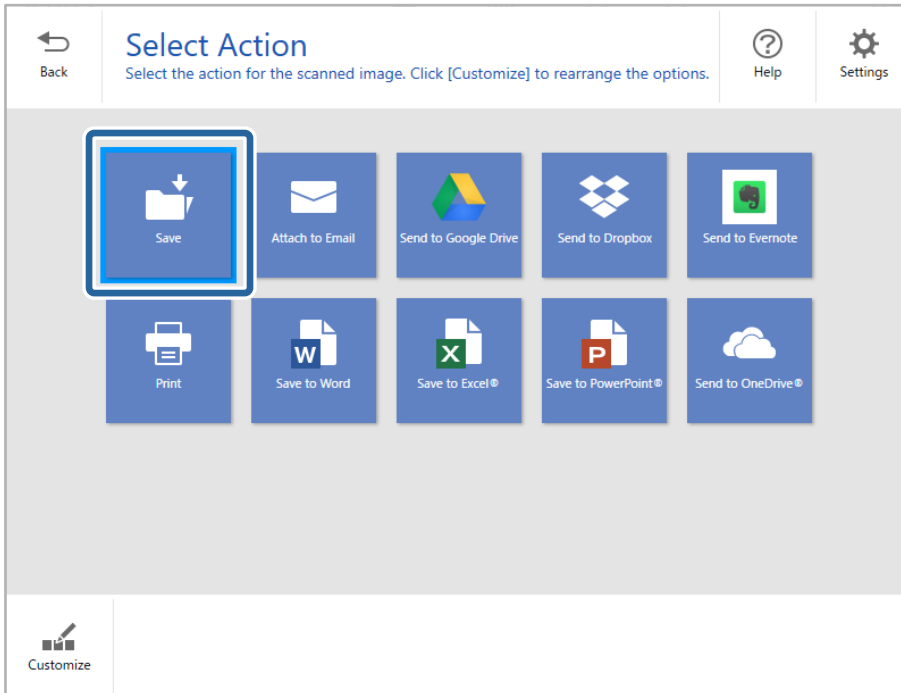 Back
Select Action
Select the action for the scanned image. Click [Customize] to rearrange the options.
Help
Settings
Save
Attach to Email
Send to Google Drive
Send to Dropbox
Send to Evernote
Print
W
Save to Word
X
Save to Excel®
P
Save to PowerPoint®
Send to OneDrive®
Customize